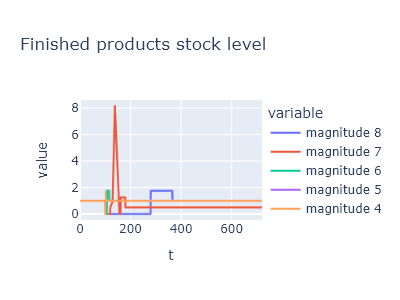 Finished products stock level
variable
magnitude 8
magnitude 7
magnitude 6
magnitude 5
magnitude 4
value
8
6
4
2
0
0
200
400
600
t